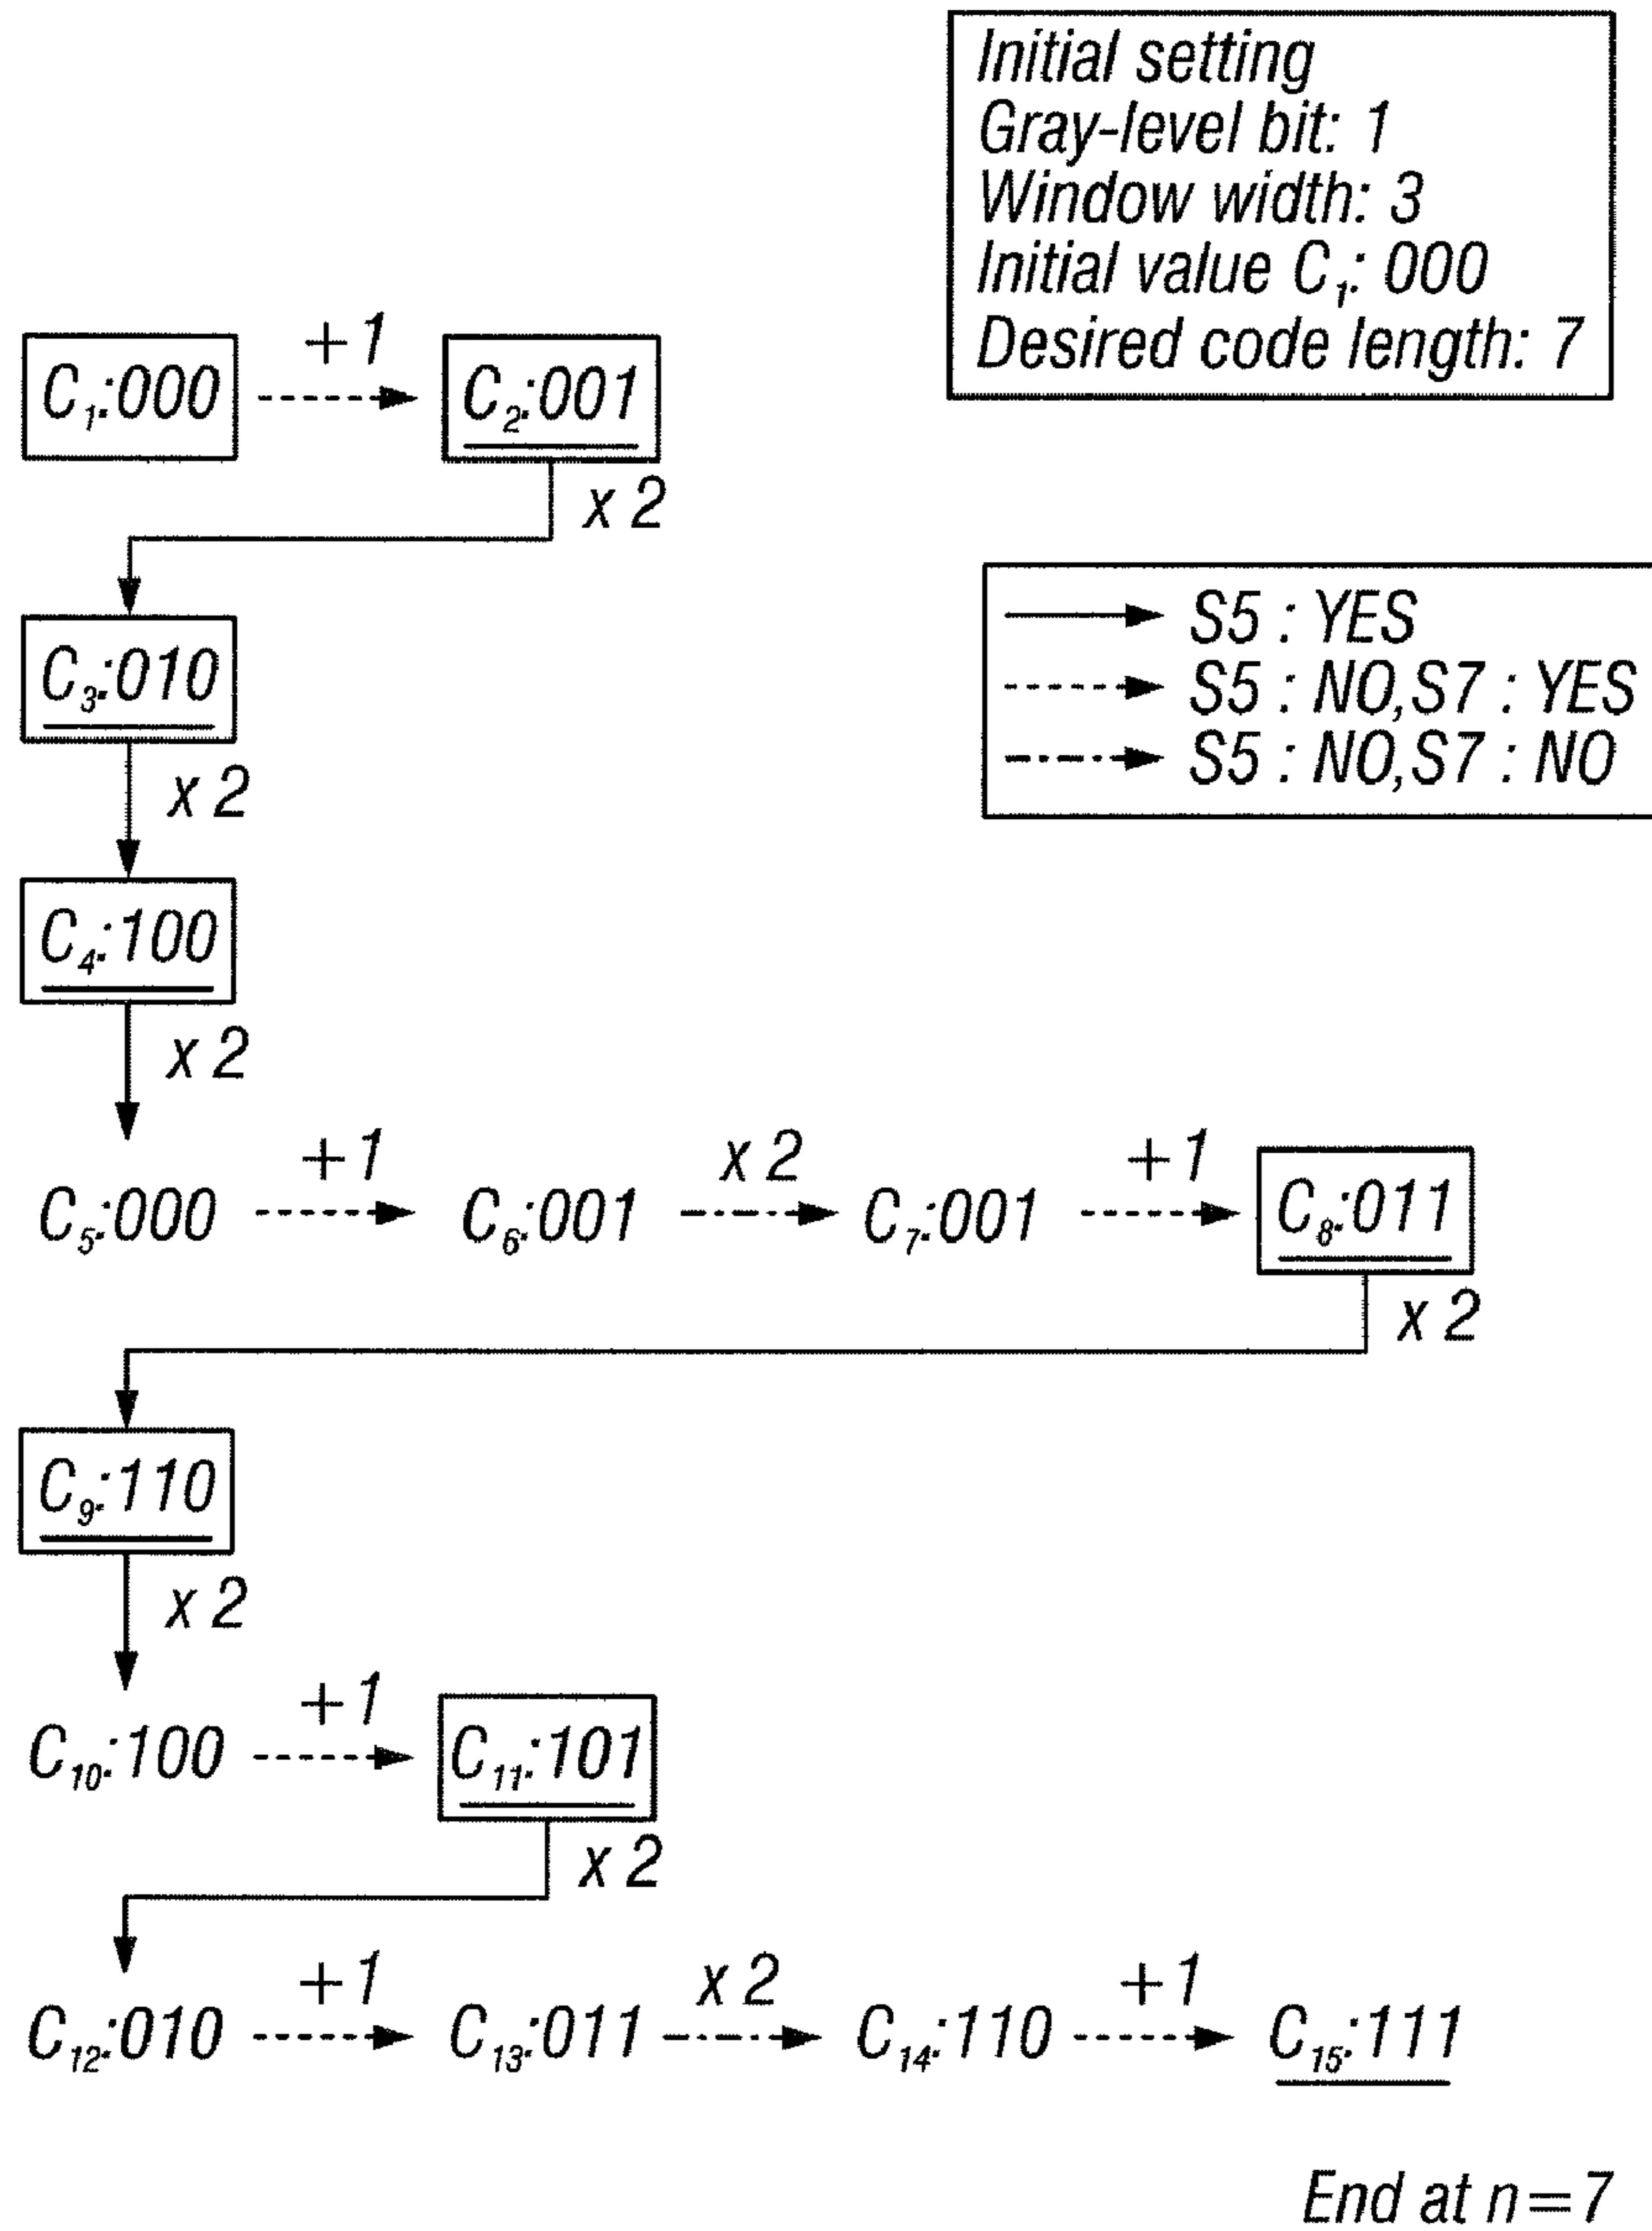 Initial setting
Gray-level bit: 1
Window width: 3
Initial value C₁: 000
Desired code length: 7
C₁:000
+1
C₂:001
x 2
C₃:010
x 2
C₄:100
x 2
S5 : YES
S5 : NO,S7 : YES
S5 : NO,S7 : NO
C₅:000
+1
C₆:001
x 2
C₇:001
+1
C₈:011
x 2
C₉:110
x 2
C₁₀:100
+1
C₁₁:101
x 2
C₁₂:010
+1
C₁₃:011
x 2
C₁₄:110
+1
C₁₅:111
End at n=7